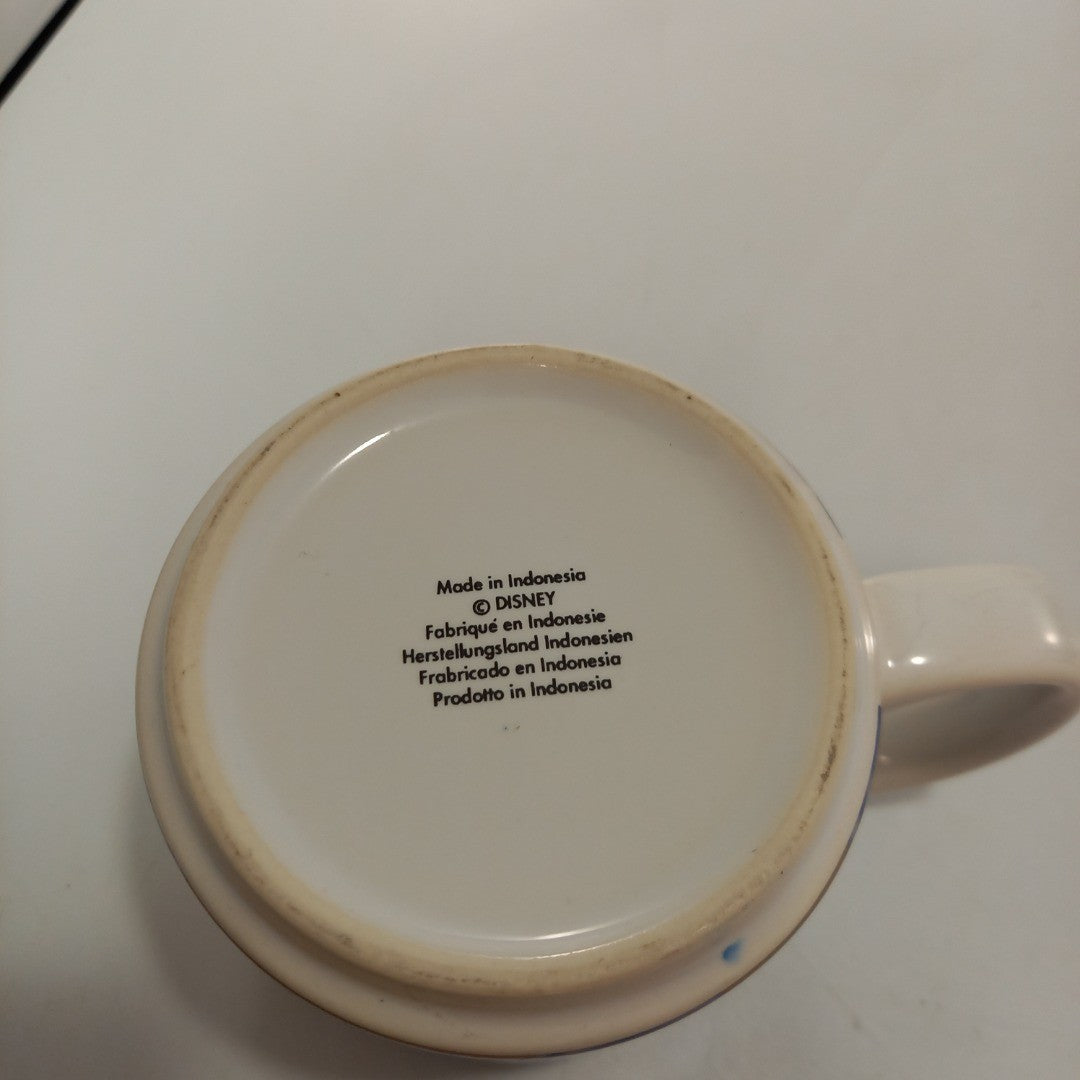 Made in Indonesia
© DISNEY
Fabriqué en Indonesie
Herstellungsland Indonesien
Frabricado en Indonesia
Prodotto in Indonesia